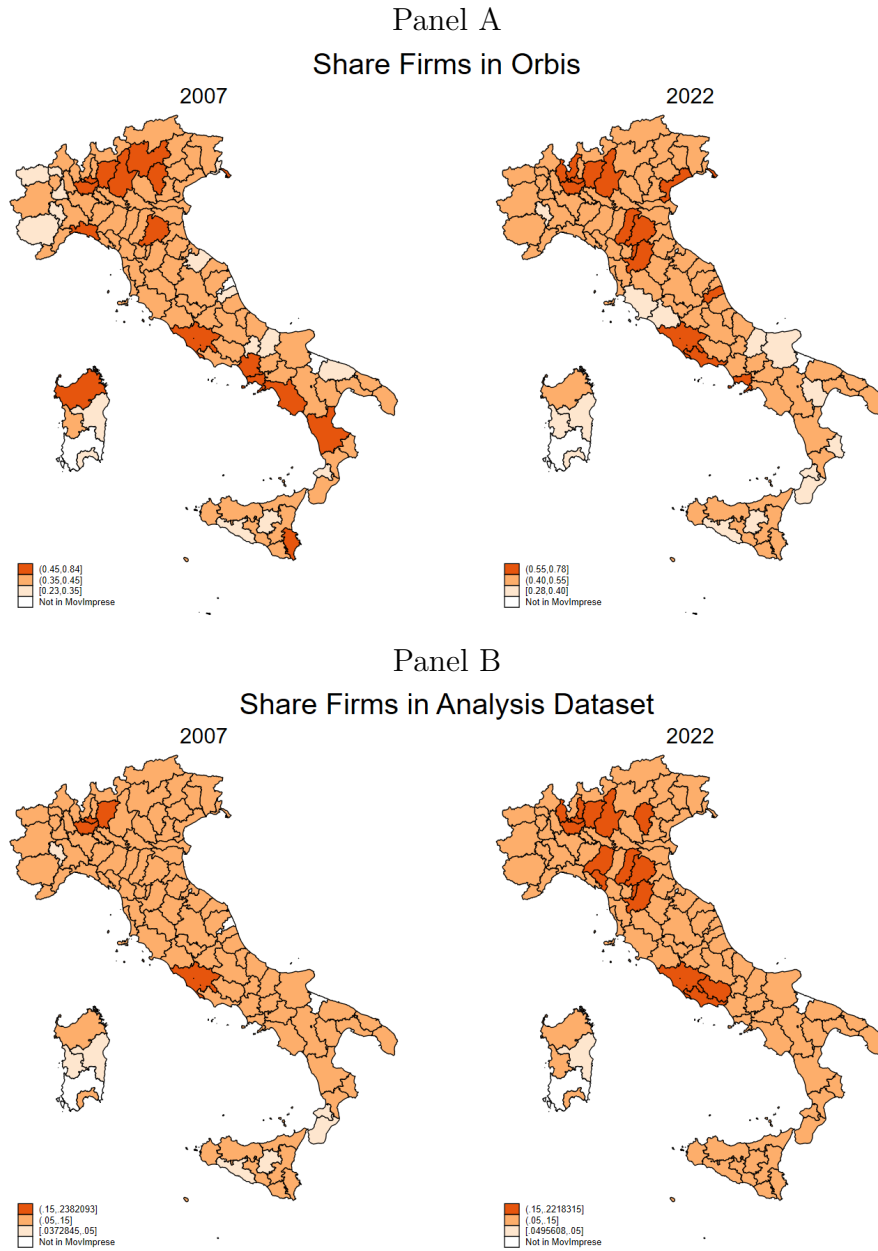 Panel A
Share Firms in Orbis
2007
2022
(0.45,0.84]
(0.35,0.45]
[0.23,0.35]
Not in MovImprese
(0.55,0.78]
(0.40,0.55]
[0.28,0.40]
Not in MovImprese
Panel B
Share Firms in Analysis Dataset
2007
2022
(.15,.2382093]
(.05,.15]
[.0372845,.05]
Not in MovImprese
(.15,.2218315]
(.05,.15]
[.0495608,.05]
Not in MovImprese